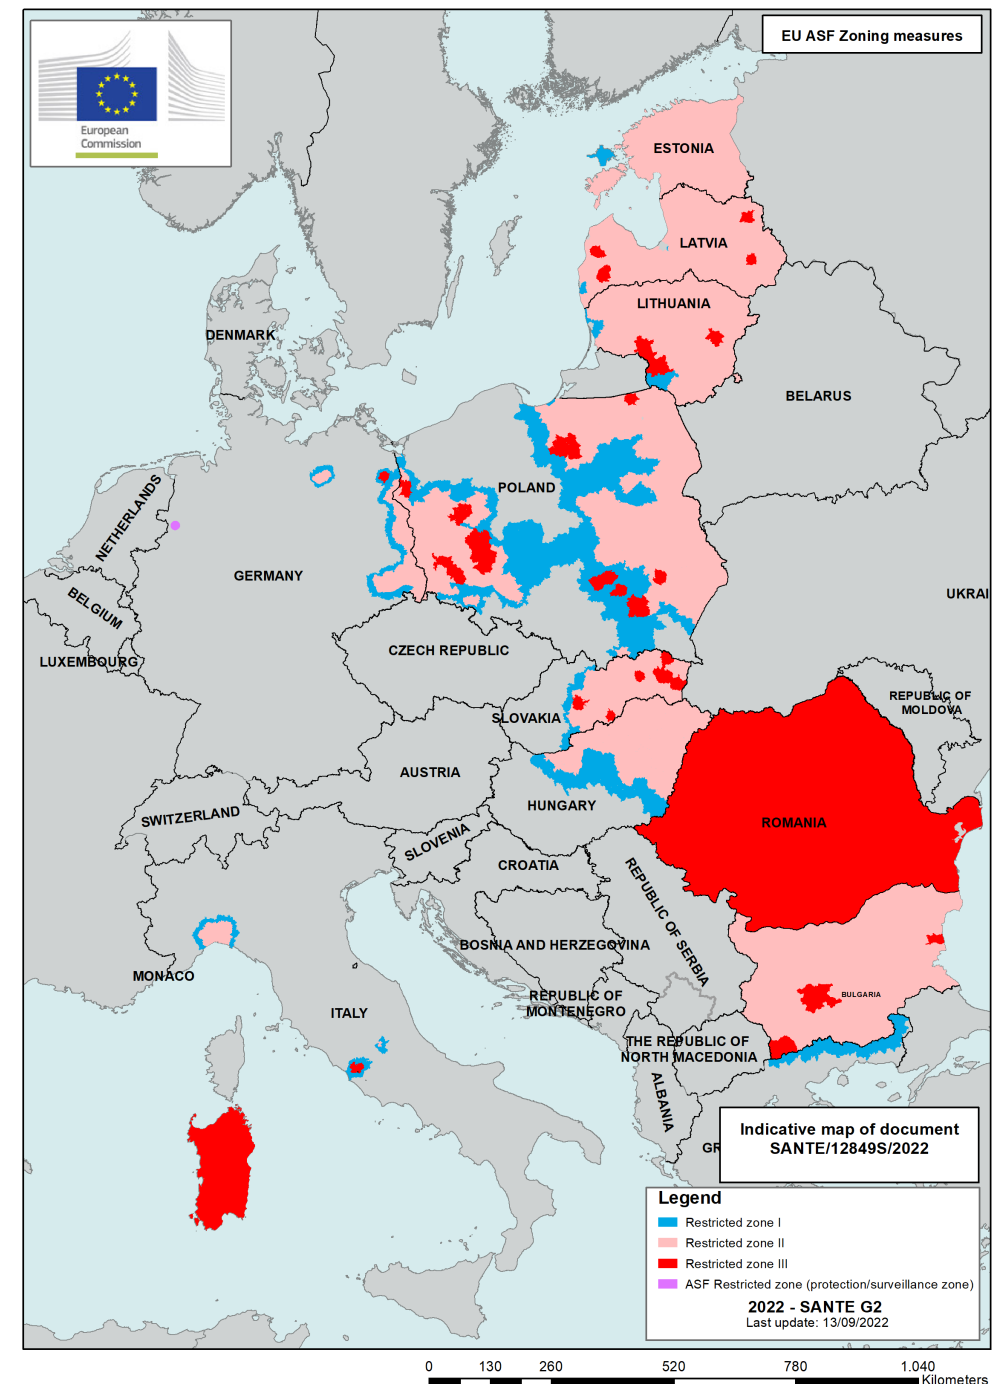 EU ASF Zoning measures
European
Commission
ESTONIA
LATVIA
LITHUANIA
DENMARK
BELARUS
POLAND
NETHERLANDS
GERMANY
BELGIUM
UKRAI
LUXEMBOURG
CZECH REPUBLIC
REPUBLIC OF
MOLDOVA
SLOVAKIA
AUSTRIA
HUNGARY
SWITZERLAND
ROMANIA
SLOVENIA
CROATIA
REPUBLIC OF SERBIA
BOSNIA AND HERZEGOVINA
MONACO
BULGARIA
REPUBLIC OF
MONTENEGRO
ITALY
THE REPUBLIC OF
NORTH MACEDONIA
ALBANIA
GR
Indicative map of document
SANTE/12849S/2022
Legend
Restricted zone I
Restricted zone II
Restricted zone III
ASF Restricted zone (protection/surveillance zone)
2022 - SANTE G2
Last update: 13/09/2022
0 130 260 520 780 1.040
Kilometers